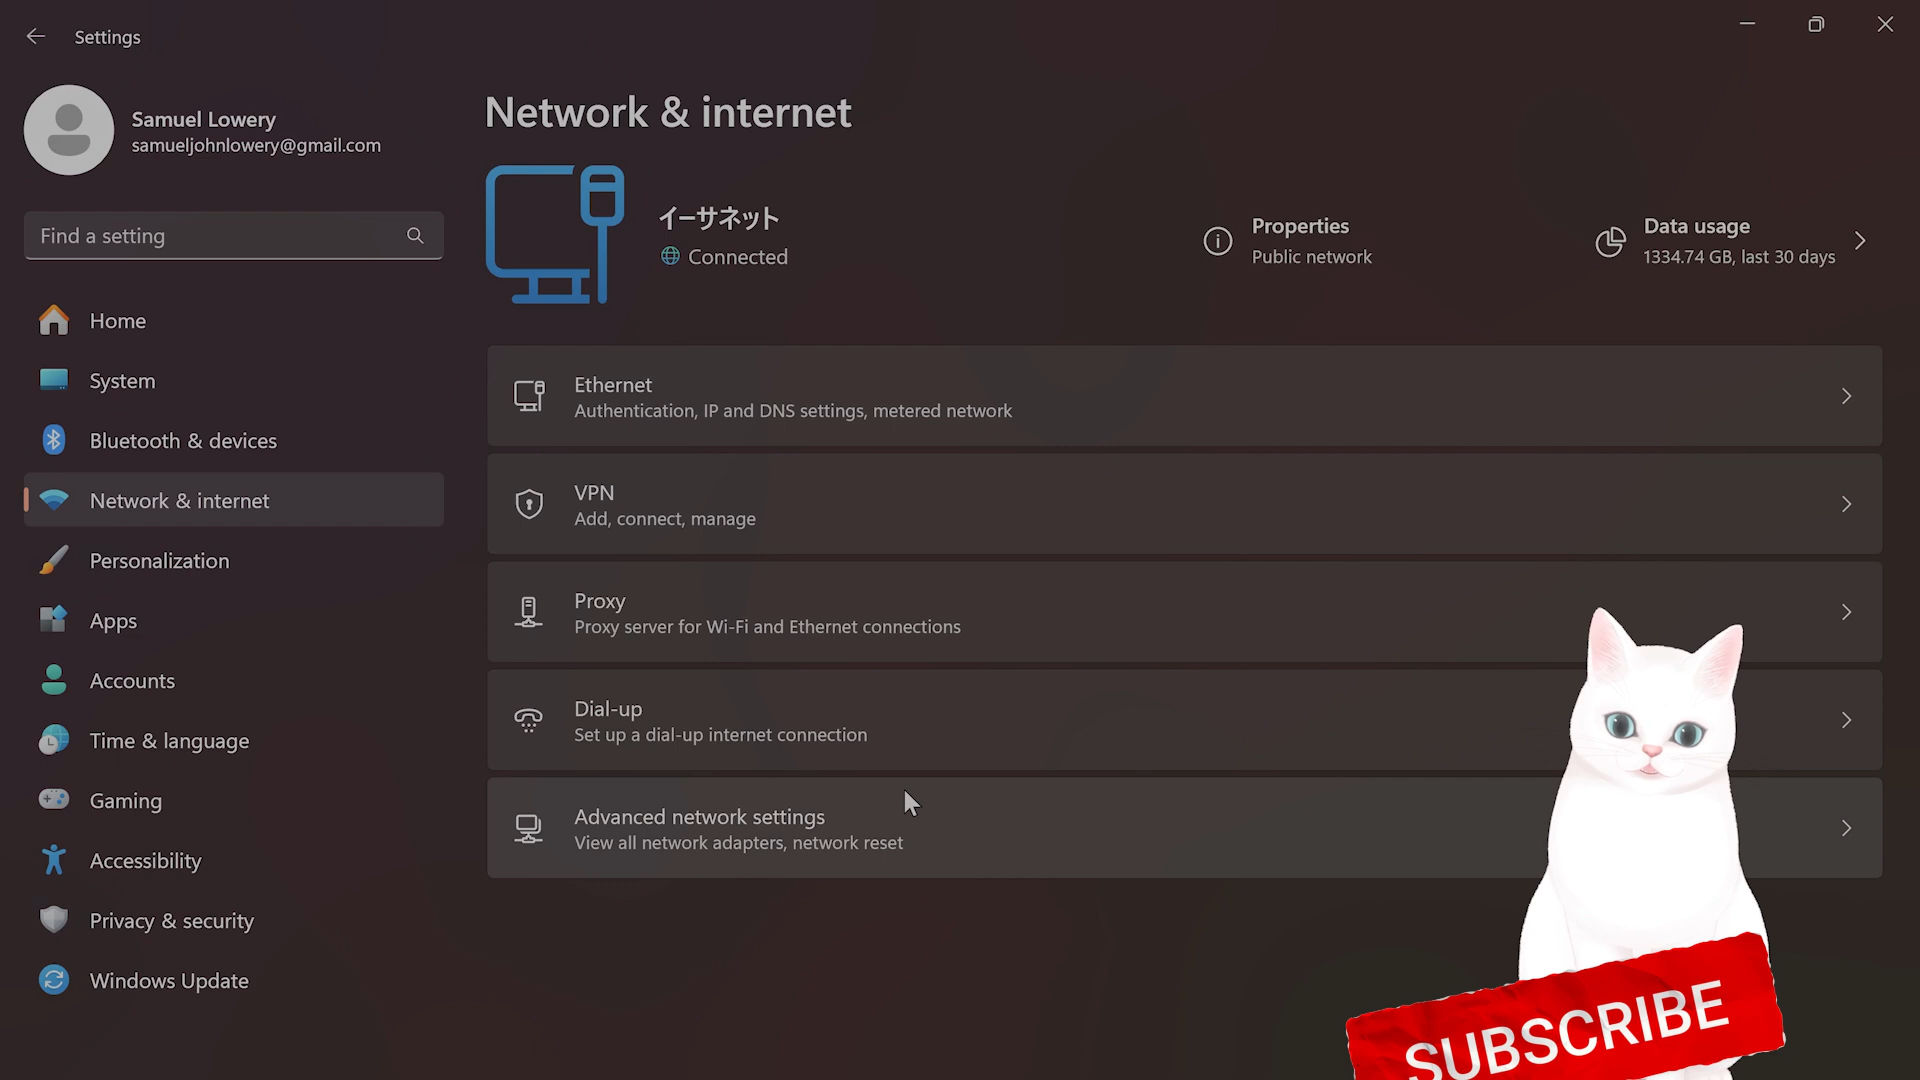 Settings
Samuel Lowery
samueljohnlowery@gmail.com
Find a setting
Home
System
Bluetooth & devices
Network & internet
Personalization
Apps
Accounts
Time & language
Gaming
Accessibility
Privacy & security
Windows Update
Network & internet
イーサネット
Connected
Properties
Public network
Data usage
1334.74 GB, last 30 days
Ethernet
Authentication, IP and DNS settings, metered network
VPN
Add, connect, manage
Proxy
Proxy server for Wi-Fi and Ethernet connections
Dial-up
Set up a dial-up internet connection
Advanced network settings
View all network adapters, network reset
SUBSCRIBE